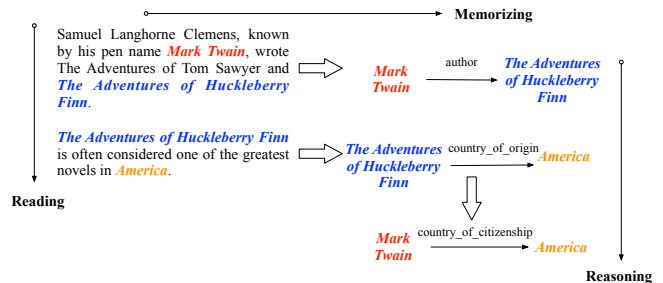 Memorizing
Samuel Langhorne Clemens, known
by his pen name Mark Twain, wrote
The Adventures of Tom Sawyer and
The Adventures of Huckleberry
Finn.
Mark
Twain
author
The Adventures
of Huckleberry
Finn
The Adventures of Huckleberry Finn
is often considered one of the greatest
novels in America.
The Adventures
of Huckleberry
Finn
country_of_origin
America
Reading
Mark
Twain
country_of_citizenship
America
Reasoning